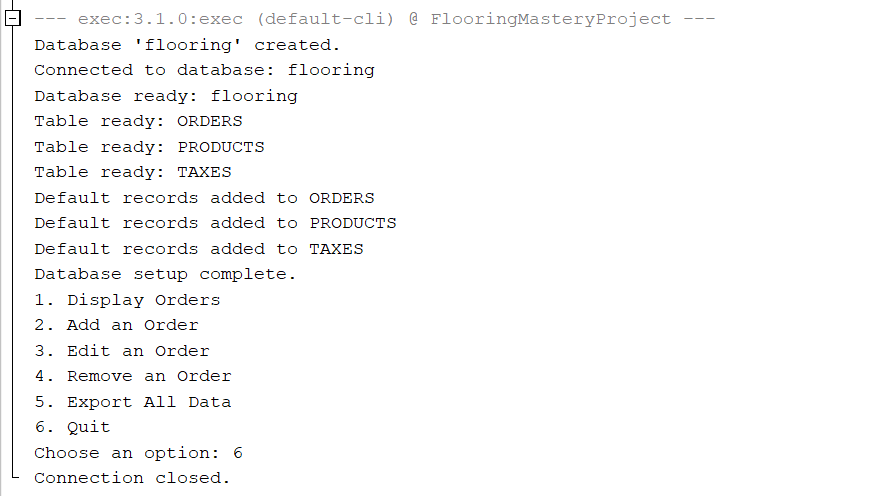 --- exec:3.1.0:exec (default-cli) @ FlooringMasteryProject ---
Database 'flooring' created.
Connected to database: flooring
Database ready: flooring
Table ready: ORDERS
Table ready: PRODUCTS
Table ready: TAXES
Default records added to ORDERS
Default records added to PRODUCTS
Default records added to TAXES
Database setup complete.
1. Display Orders
2. Add an Order
3. Edit an Order
4. Remove an Order
5. Export All Data
6. Quit
Choose an option: 6
Connection closed.